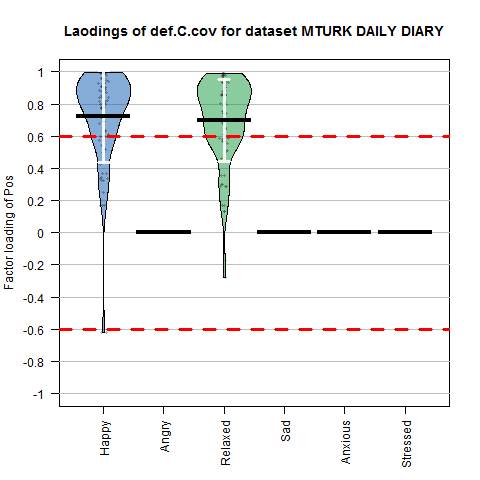 Laodings of def.C.cov for dataset MTURK DAILY DIARY
Factor loading of Pos
1
0.8
0.6
0.4
0.2
0
-0.2
-0.4
-0.6
-0.8
-1
Happy
Angry
Relaxed
Sad
Anxious
Stressed